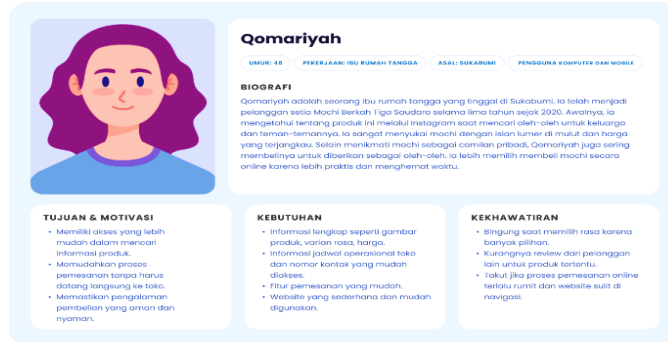 Qomariyah
UMUR: 40 PEKERJAAN: IBU RUMAH TANGGA ASAL: SUKABUMI PENGGUNA KOMPUTER DAN MOBILE
BIOGRAFI
Qomariyah adalah seorang ibu rumah tangga yang tinggal di Sukabumi. Ia telah menjadi
pelanggan setia Mochi Berkah Tiga Saudara selama lima tahun sejak 2020. Awalnya, ia
mengetahui tentang produk ini melalui Instagram saat mencari oleh-oleh untuk keluarga
dan teman-temannya. Ia sangat menyukai mochi dengan isian lumer di mulut dan harga
yang terjangkau. Selain menikmati mochi sebagai camilan pribadi, Qomariyah juga sering
membelinya untuk diberikan sebagai oleh-oleh. Ia lebih memilih membeli mochi secara
online karena lebih praktis dan menghemat waktu.
TUJUAN & MOTIVASI
• Memiliki akses yang lebih
mudah dalam mencari
informasi produk.
• Memudahkan proses
pemesanan tanpa harus
datang langsung ke toko.
• Memastikan pengalaman
pembelian yang aman dan
nyaman.
KEBUTUHAN
• Informasi lengkap seperti gambar
produk, varian rasa, harga.
• Informasi jadwal operasional toko
dan nomor kontak yang mudah
diakses.
• Fitur pemesanan yang mudah.
• Website yang sederhana dan mudah
digunakan.
KEKHAWATIRAN
• Bingung saat memilih rasa karena
banyak pilihan.
• Kurangnya review dari pelanggan
lain untuk produk tertentu.
• Takut jika proses pemesanan online
terlalu rumit dan website sulit di
navigasi.